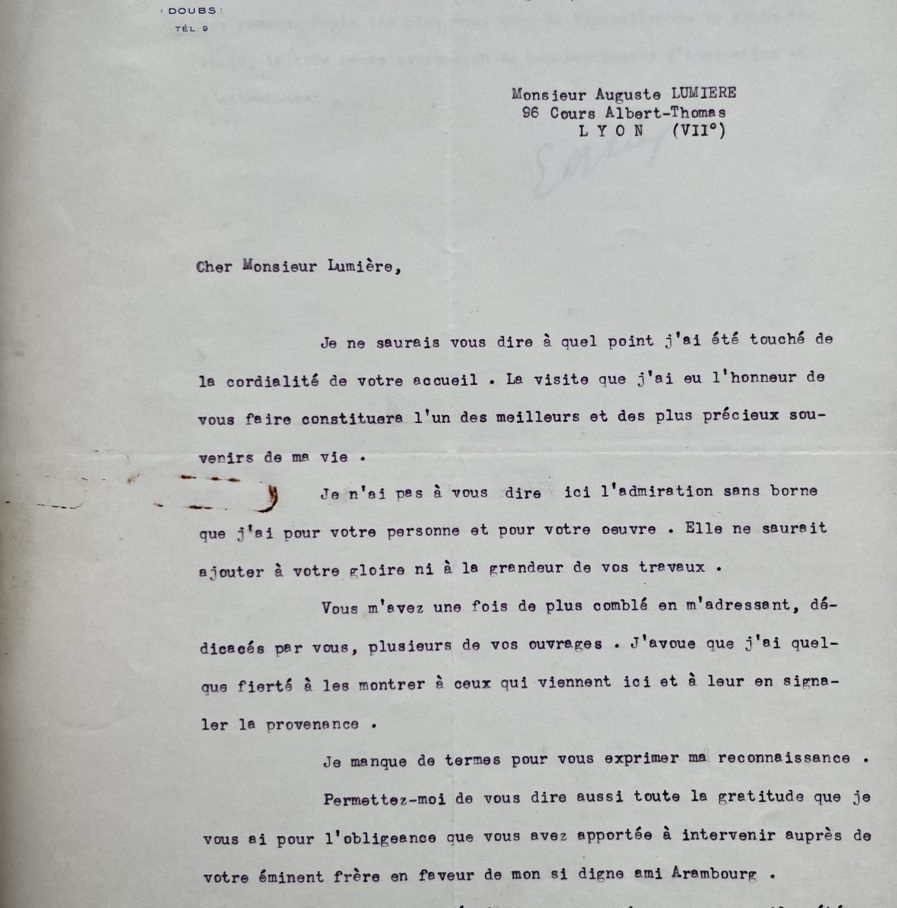 DOUBS
TÉL 9
Monsieur Auguste LUMIERE
96 Cours Albert-Thomas
L Y O N (VII°)
Cher Monsieur Lumière,
Je ne saurais vous dire à quel point j'ai été touché de
la cordialité de votre accueil . La visite que j'ai eu l'honneur de
vous faire constituera l'un des meilleurs et des plus précieux sou-
venirs de ma vie .
Je n'ai pas à vous dire ici l'admiration sans borne
que j'ai pour votre personne et pour votre oeuvre . Elle ne saurait
ajouter à votre gloire ni à la grandeur de vos travaux .
Vous m'avez une fois de plus comblé en m'adressant, dé-
dicacés par vous, plusieurs de vos ouvrages . J'avoue que j'ai quel-
que fierté à les montrer à ceux qui viennent ici et à leur en signa-
ler la provenance .
Je manque de termes pour vous exprimer ma reconnaissance .
Permettez-moi de vous dire aussi toute la gratitude que je
vous ai pour l'obligeance que vous avez apportée à intervenir auprès de
votre éminent frère en faveur de mon si digne ami Arambourg .